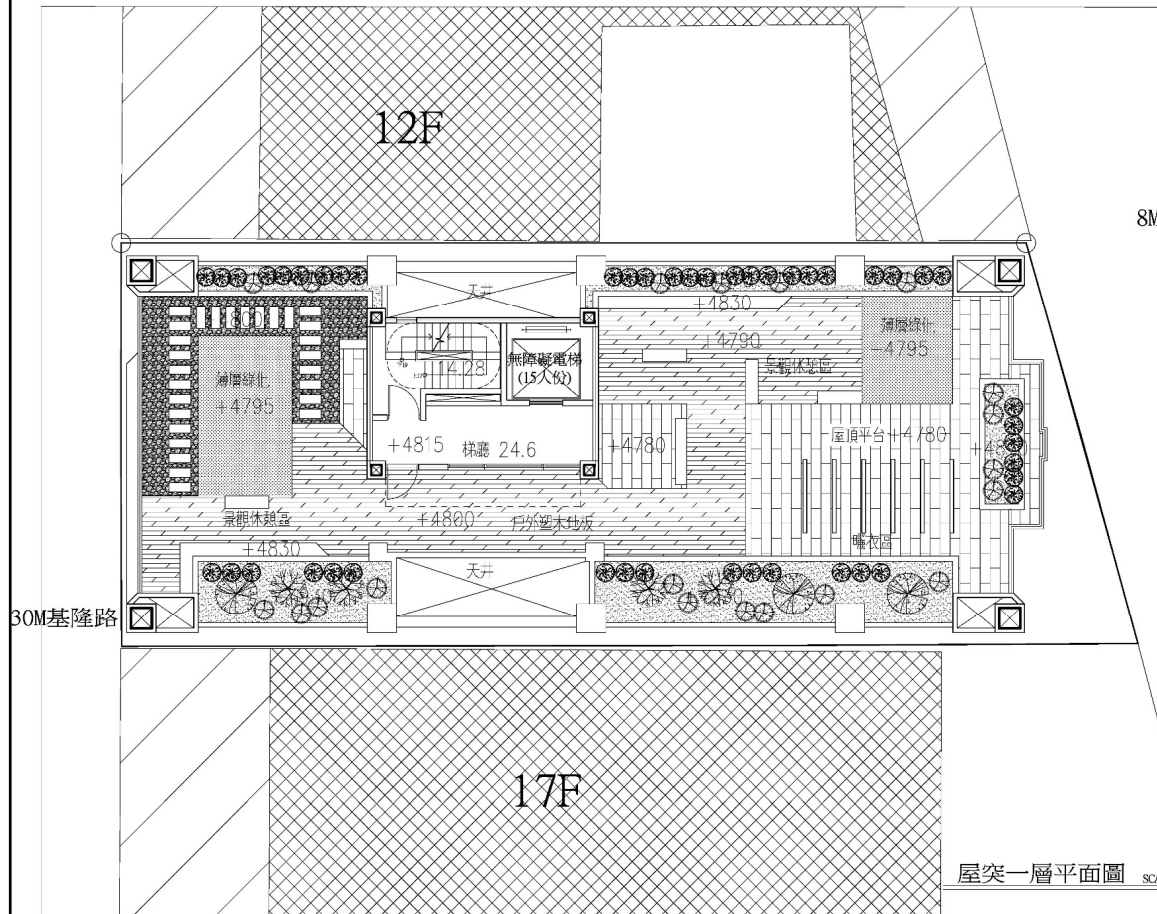 12F
8M
天井
+4830
薄層綠化
4795
+4790
景觀休憩區
無障礙電梯
(15人份)
14.28
薄層綠化
+4795
+4815 梯廳 24.6
+4780
屋頂平台+4780
景觀休憩區
+4800 戶外塑木地板
曬衣區
+4830
天井
30M基隆路
17F
屋突一層平面圖